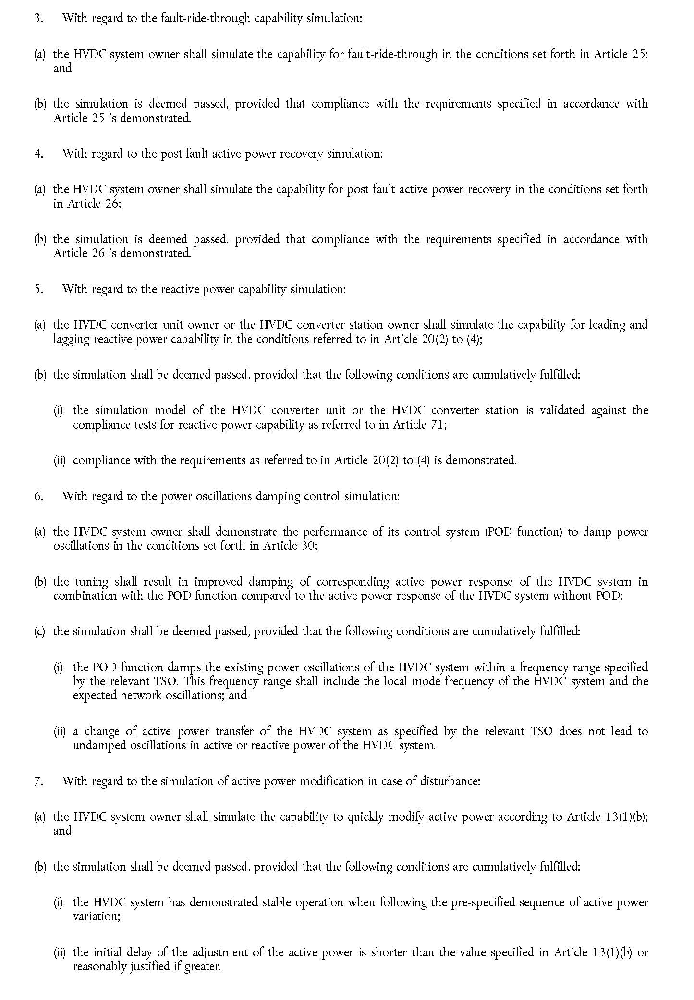 3. With regard to the fault-ride-through capability simulation:
(a) the HVDC system owner shall simulate the capability for fault-ride-through in the conditions set forth in Article 25;
and
(b) the simulation is deemed passed, provided that compliance with the requirements specified in accordance with
Article 25 is demonstrated.
4. With regard to the post fault active power recovery simulation:
(a) the HVDC system owner shall simulate the capability for post fault active power recovery in the conditions set forth
in Article 26;
(b) the simulation is deemed passed, provided that compliance with the requirements specified in accordance with
Article 26 is demonstrated.
5. With regard to the reactive power capability simulation:
(a) the HVDC converter unit owner or the HVDC converter station owner shall simulate the capability for leading and
lagging reactive power capability in the conditions referred to in Article 20(2) to (4);
(b) the simulation shall be deemed passed, provided that the following conditions are cumulatively fulfilled:
(i) the simulation model of the HVDC converter unit or the HVDC converter station is validated against the
compliance tests for reactive power capability as referred to in Article 71;
(ii) compliance with the requirements as referred to in Article 20(2) to (4) is demonstrated.
6. With regard to the power oscillations damping control simulation:
(a) the HVDC system owner shall demonstrate the performance of its control system (POD function) to damp power
oscillations in the conditions set forth in Article 30;
(b) the tuning shall result in improved damping of corresponding active power response of the HVDC system in
combination with the POD function compared to the active power response of the HVDC system without POD;
(c) the simulation shall be deemed passed, provided that the following conditions are cumulatively fulfilled:
(i) the POD function damps the existing power oscillations of the HVDC system within a frequency range specified
by the relevant TSO. This frequency range shall include the local mode frequency of the HVDC system and the
expected network oscillations; and
(ii) a change of active power transfer of the HVDC system as specified by the relevant TSO does not lead to
undamped oscillations in active or reactive power of the HVDC system.
7. With regard to the simulation of active power modification in case of disturbance:
(a) the HVDC system owner shall simulate the capability to quickly modify active power according to Article 13(1)(b);
and
(b) the simulation shall be deemed passed, provided that the following conditions are cumulatively fulfilled:
(i) the HVDC system has demonstrated stable operation when following the pre-specified sequence of active power
variation;
(ii) the initial delay of the adjustment of the active power is shorter than the value specified in Article 13(1)(b) or
reasonably justified if greater.